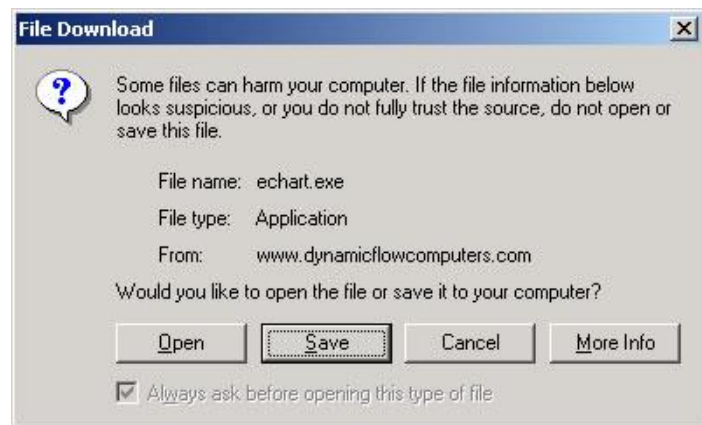 File Download
Some files can harm your computer. If the file information below
looks suspicious, or you do not fully trust the source, do not open or
save this file.
File name: echart.exe
File type: Application
From: www.dynamicflowcomputers.com
Would you like to open the file or save it to your computer?
Open Save Cancel More Info
Always ask before opening this type of file